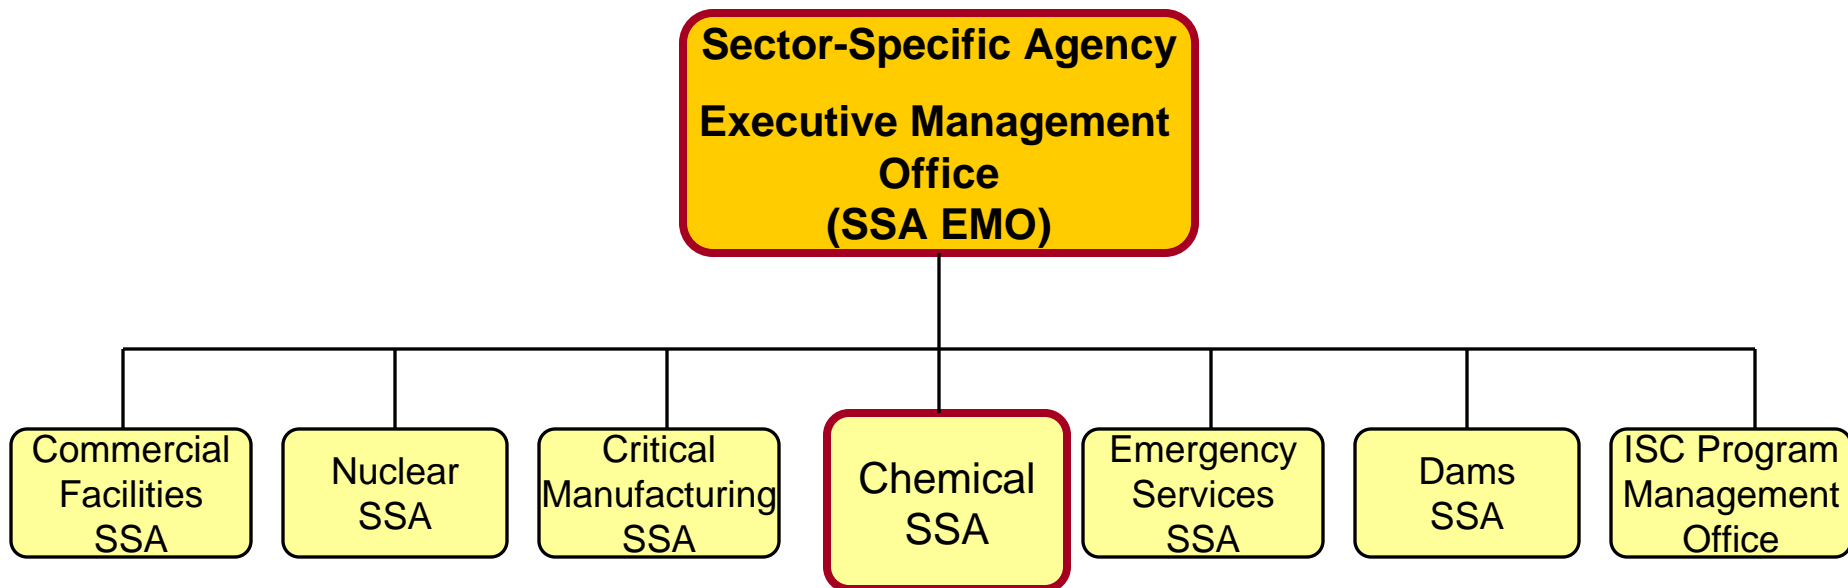 Sector-Specific Agency
Executive Management
Office
(SSA EMO)
Commercial
Facilities
SSA
Nuclear
SSA
Critical
Manufacturing
SSA
Chemical
SSA
Emergency
Services
SSA
Dams
SSA
ISC Program
Management
Office